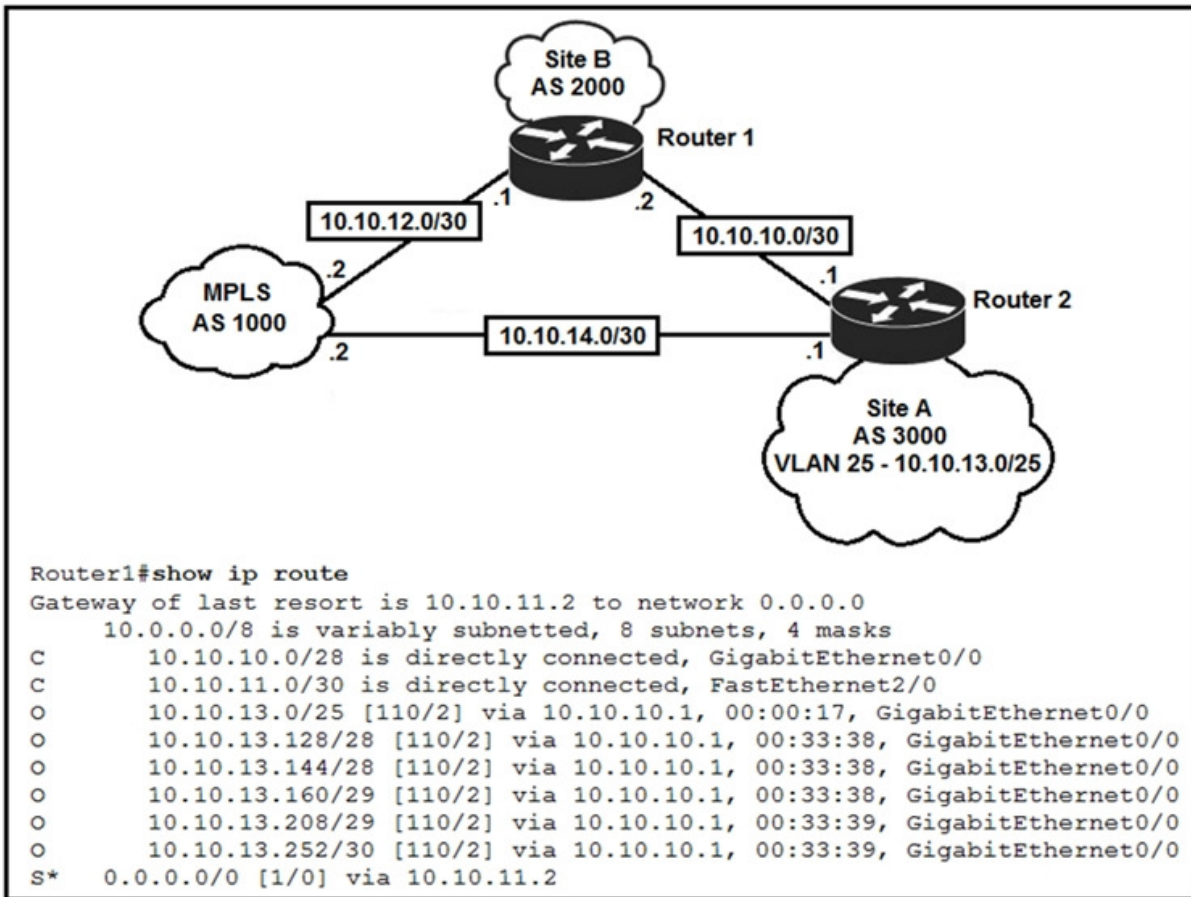 Site B
AS 2000
Router 1
.1
.2
10.10.12.0/30
10.10.10.0/30
.2
.1
MPLS
AS 1000
Router 2
10.10.14.0/30
.2
.1
Site A
AS 3000
VLAN 25 - 10.10.13.0/25
Router1#show ip route
Gateway of last resort is 10.10.11.2 to network 0.0.0.0
10.0.0.0/8 is variably subnetted, 8 subnets, 4 masks
C 10.10.10.0/28 is directly connected, GigabitEthernet0/0
C 10.10.11.0/30 is directly connected, FastEthernet2/0
O 10.10.13.0/25 [110/2] via 10.10.10.1, 00:00:17, GigabitEthernet0/0
O 10.10.13.128/28 [110/2] via 10.10.10.1, 00:33:38, GigabitEthernet0/0
O 10.10.13.144/28 [110/2] via 10.10.10.1, 00:33:38, GigabitEthernet0/0
O 10.10.13.160/29 [110/2] via 10.10.10.1, 00:33:38, GigabitEthernet0/0
O 10.10.13.208/29 [110/2] via 10.10.10.1, 00:33:39, GigabitEthernet0/0
O 10.10.13.252/30 [110/2] via 10.10.10.1, 00:33:39, GigabitEthernet0/0
S* 0.0.0.0/0 [1/0] via 10.10.11.2